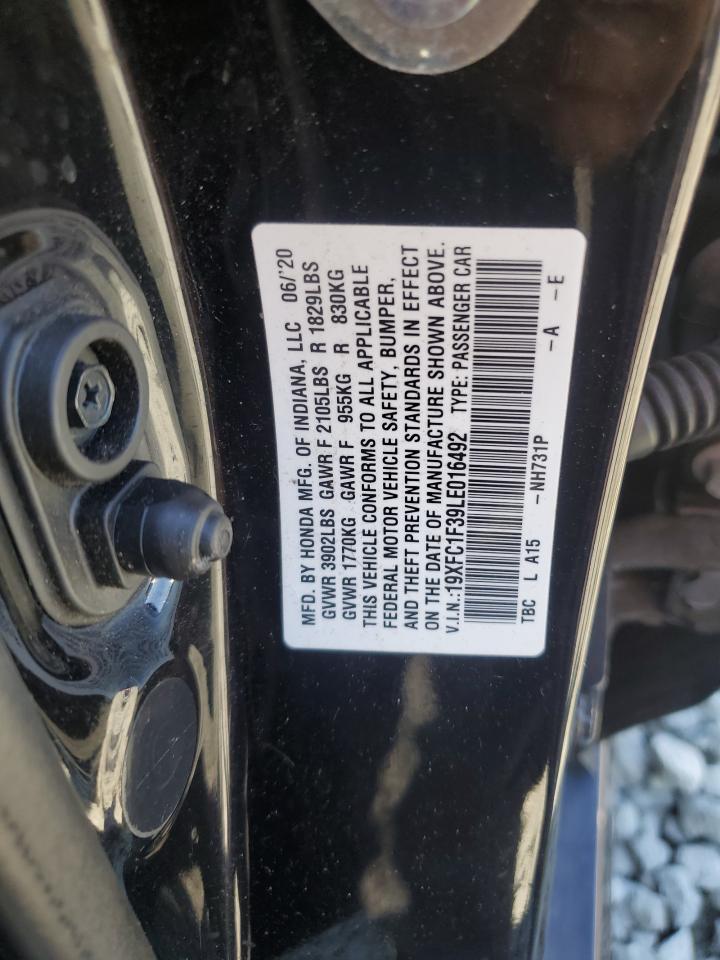 MFD. BY HONDA MFG. OF INDIANA, LLC 06/'20
GVWR 3902LBS GAWR F 2105LBS R 1829LBS
GVWR 1770KG GAWR F 955KG R 830KG
THIS VEHICLE CONFORMS TO ALL APPLICABLE
FEDERAL MOTOR VEHICLE SAFETY, BUMPER,
AND THEFT PREVENTION STANDARDS IN EFFECT
ON THE DATE OF MANUFACTURE SHOWN ABOVE.
V.I.N.:19XFC1F39LE016492 TYPE: PASSENGER CAR
TBC L A15 -NH731P -A -E